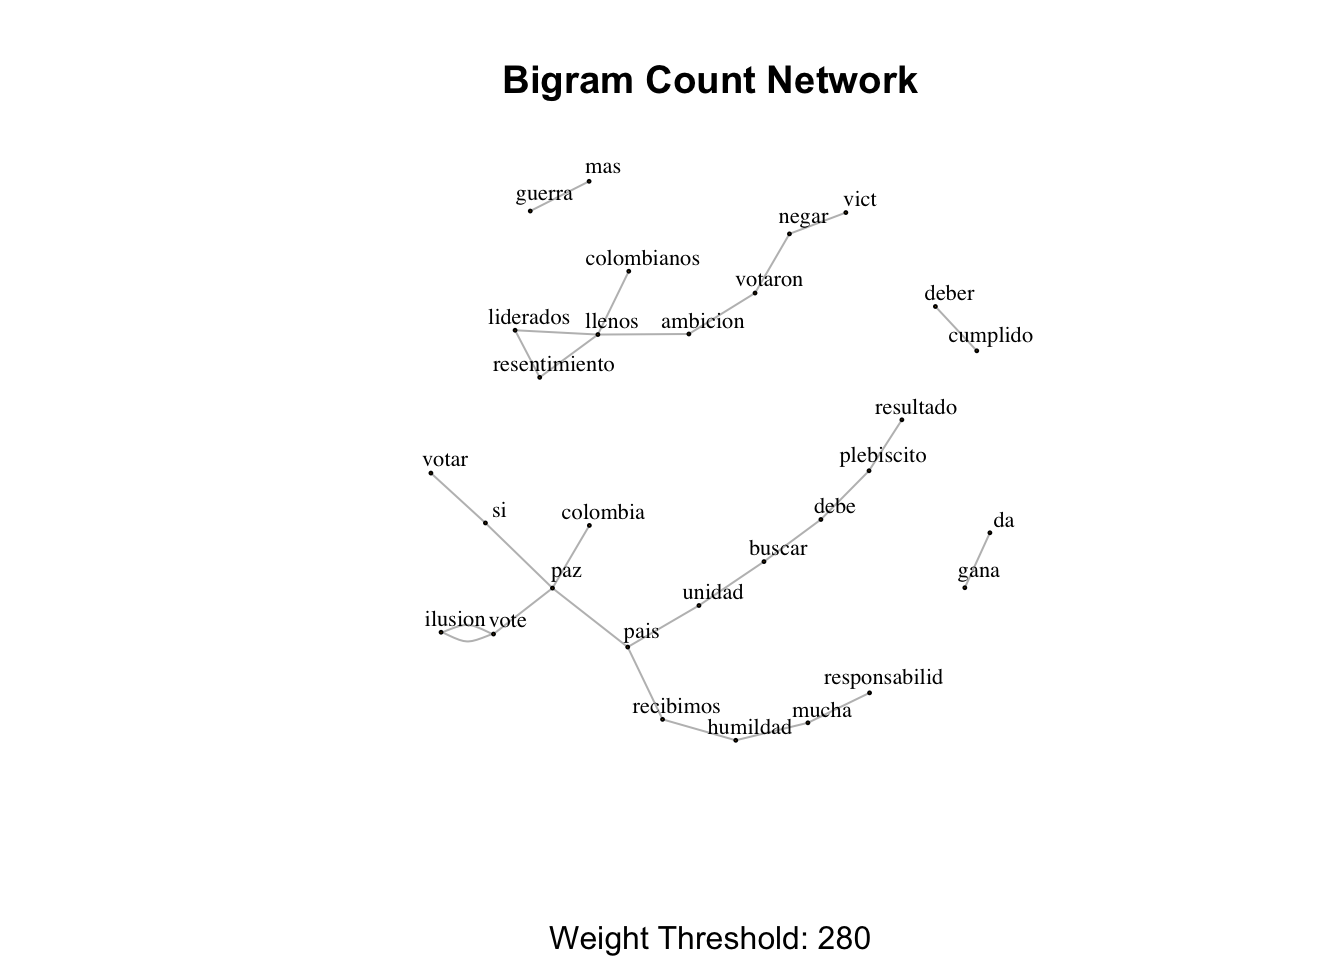 Bigram Count Network
mas
guerra
vict
negar
colombianos
votaron
deber
liderados
llenos
ambicion
cumplido
resentimiento
resultado
plebiscito
votar
si
colombia
debe
da
buscar
paz
gana
unidad
ilusion
vote
pais
responsabilid
recibimos
mucha
humildad
Weight Threshold: 280